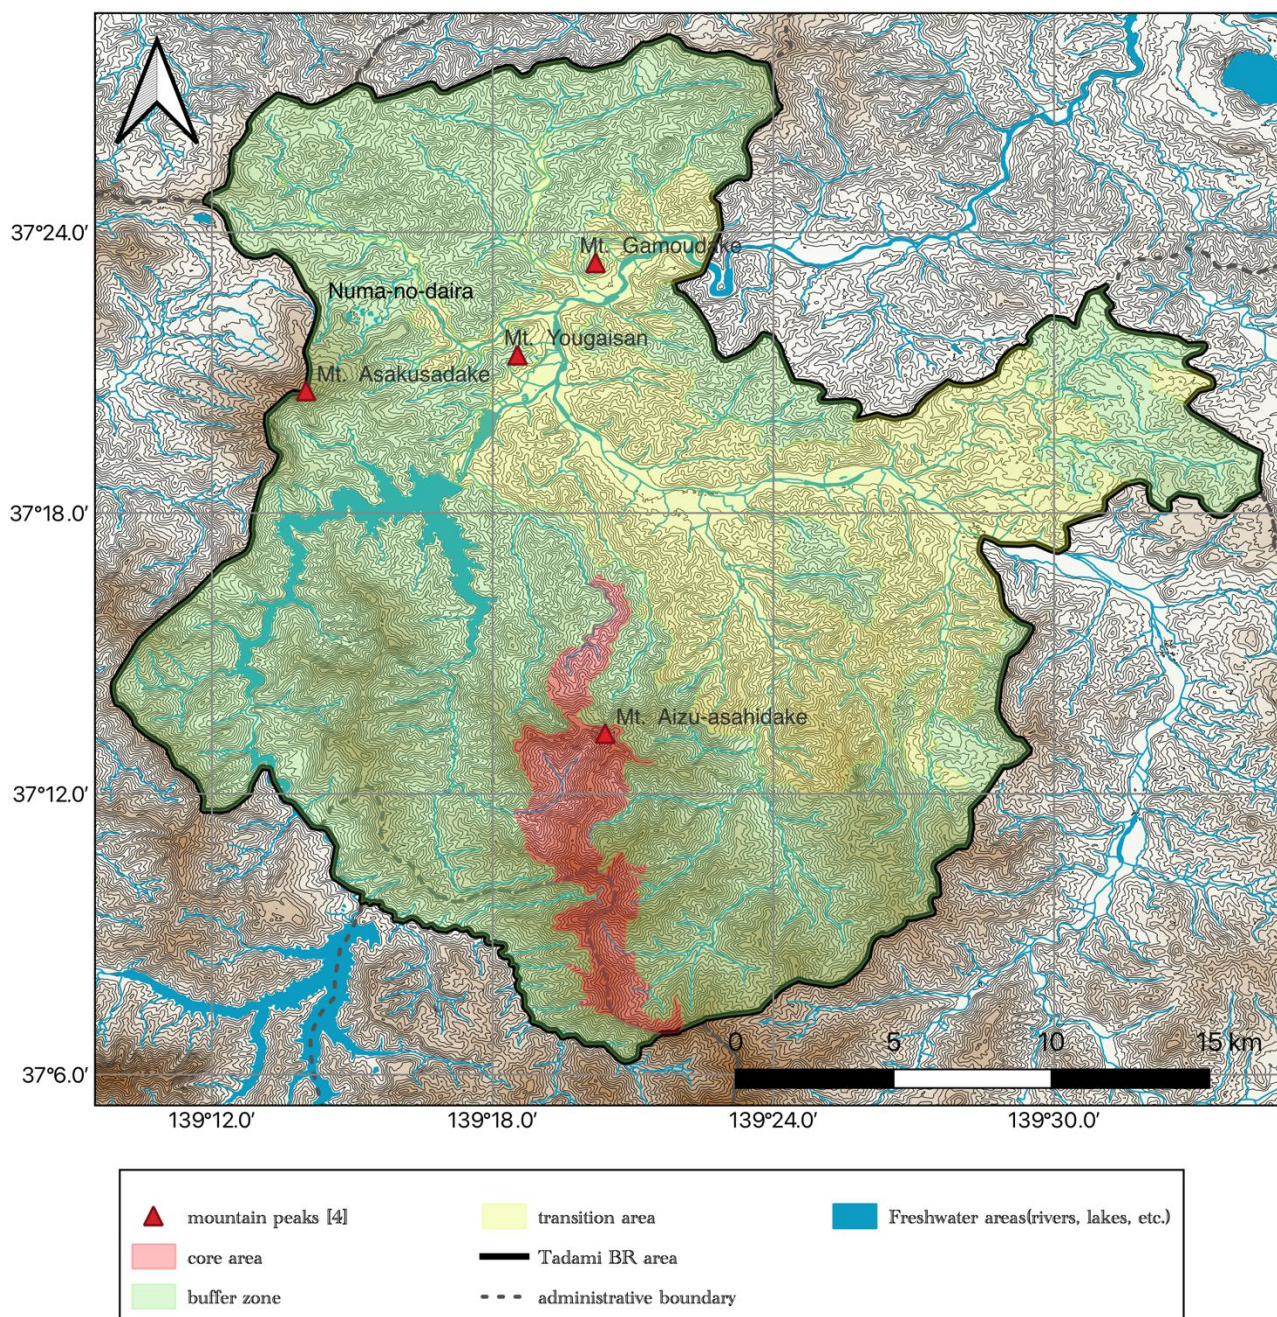 37°24.0′
Mt. Gamoudake
Numa-no-daira
Mt. Yougaisan
Mt. Asakusadake
37°18.0′
Mt. Aizu-asahidake
37°12.0′
0 5 10 15 km
37°6.0′
139°12.0′ 139°18.0′ 139°24.0′ 139°30.0′
mountain peaks [4] transition area Freshwater areas(rivers, lakes, etc.)
core area Tadami BR area
buffer zone administrative boundary